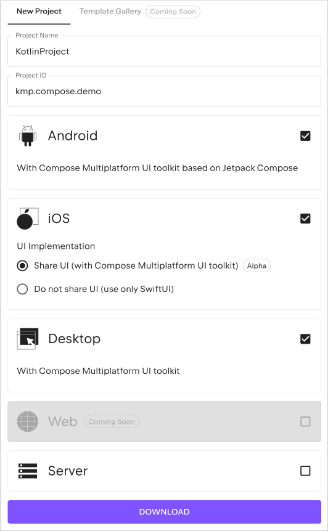 New Project
Template Gallery Coming Soon
Project Name
KotlinProject
Project ID
kmp.compose.demo
Android
With Compose Multiplatform UI toolkit based on Jetpack Compose
iOS
UI Implementation
Share UI (with Compose Multiplatform UI toolkit) Alpha
Do not share UI (use only SwiftUI)
Desktop
With Compose Multiplatform UI toolkit
Web Coming Soon
Server
DOWNLOAD